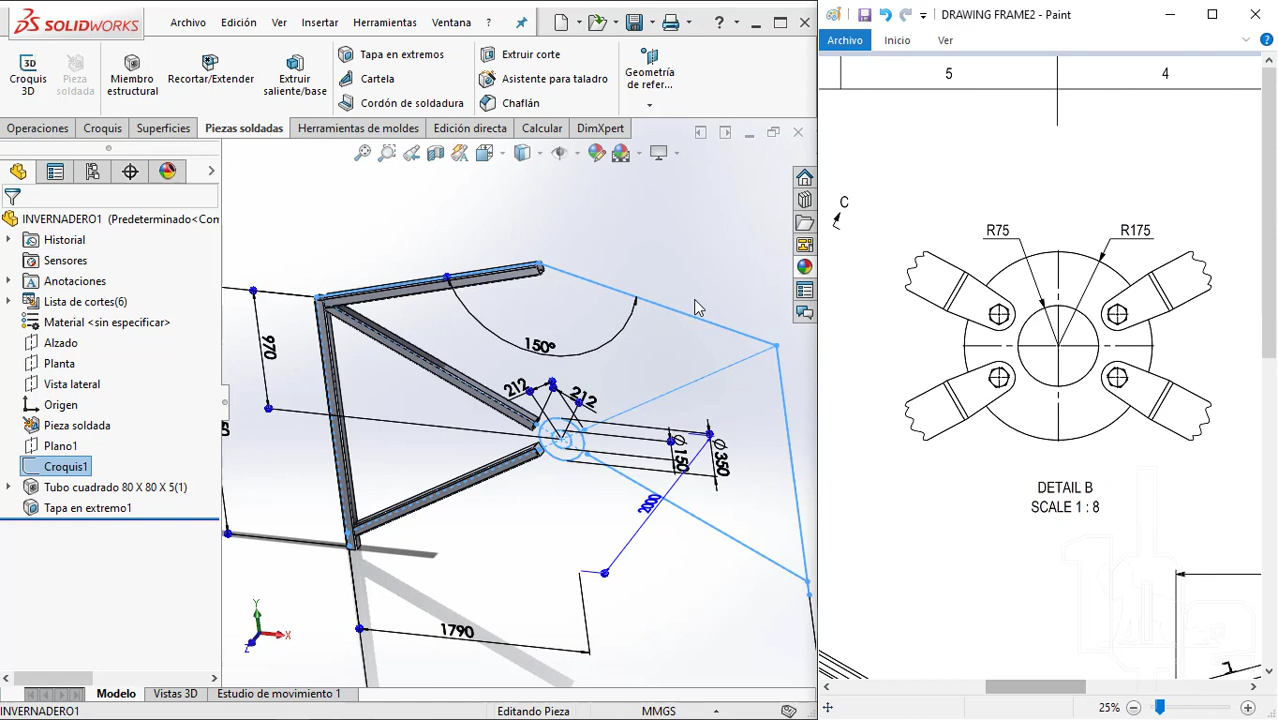 SOLIDWORKS
Archivo Edición Ver Insertar Herramientas Ventana ?
?
DRAWING FRAME2 - Paint
Archivo Inicio Ver
?
Croquis 3D
Pieza soldada
Miembro estructural
Recortar/Extender
Extruir saliente/base
Tapa en extremos
Cartela
Cordón de soldadura
Extruir corte
Asistente para taladro
Chaflán
Geometría de refer...
Operaciones Croquis Superficies Piezas soldadas Herramientas de moldes Edición directa Calcular DimXpert
INVERNADERO1 (Predeterminado<Con
Historial
Sensores
Anotaciones
Lista de cortes(6)
Material <sin especificar>
Alzado
Planta
Vista lateral
Origen
Pieza soldada
Plano1
Croquis1
Tubo cuadrado 80 X 80 X 5(1)
Tapa en extremo1
970
150º
212
212
Ø150
Ø350
2000
1790
Y
X
Z
5
4
C
R75
R175
DETAIL B
SCALE 1 : 8
1
Modelo Vistas 3D Estudio de movimiento 1
INVERNADERO1 Editando Pieza MMGS
25%